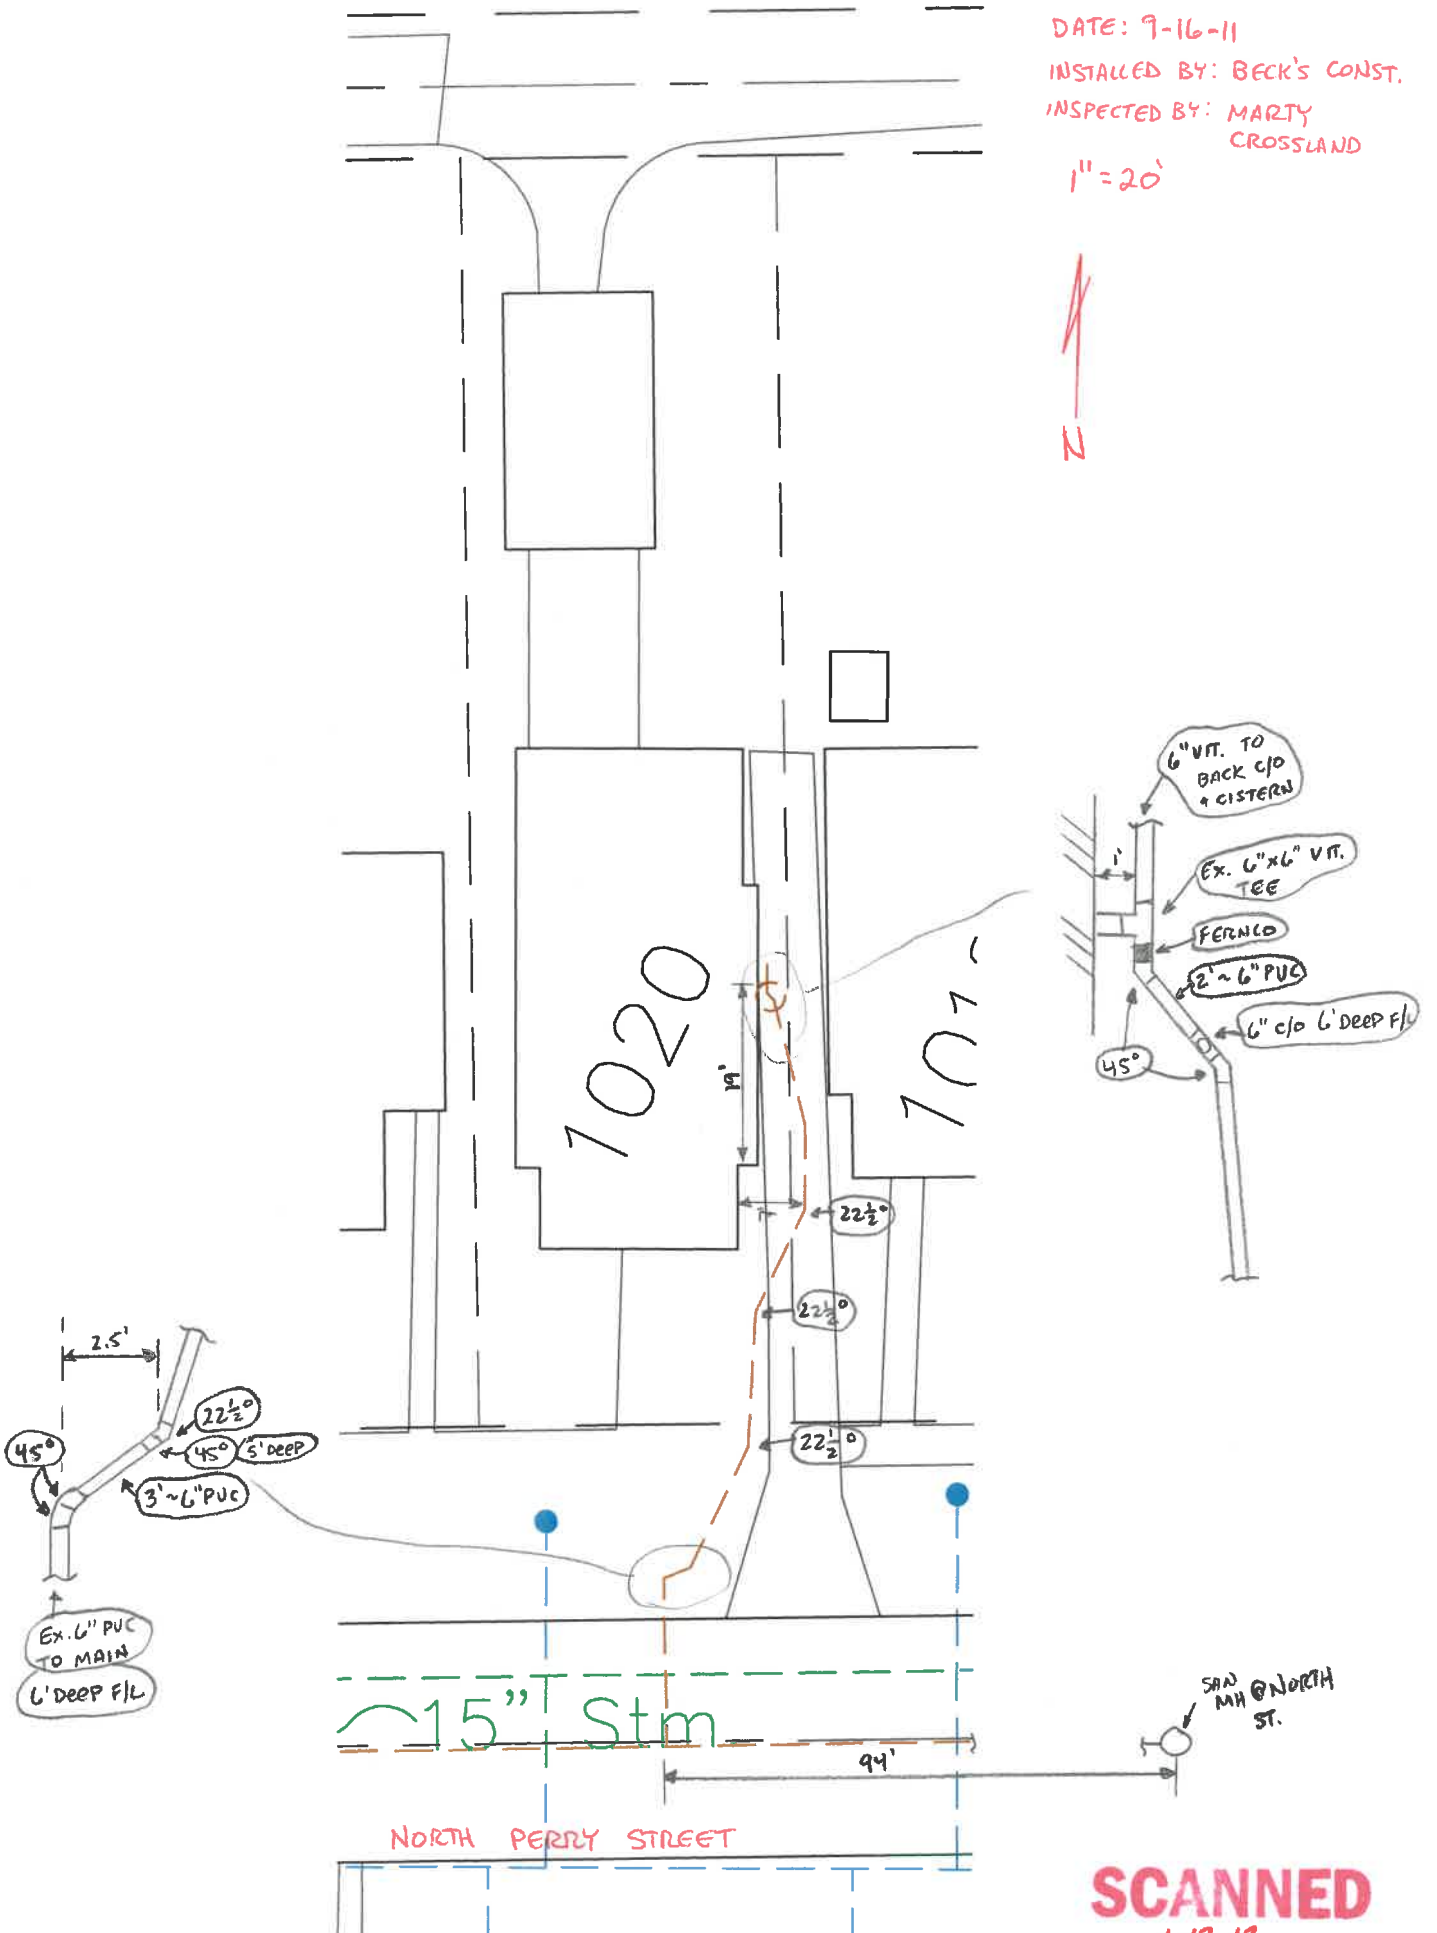 DATE: 9-16-11
INSTALLED BY: BECK'S CONST.
INSPECTED BY: MARTY
CROSSLAND
1" = 20'
N
6" VIT. TO
BACK C/O
& CISTERN
1'
EX. 6"x6" VIT.
TEE
FERNCO
2' ~ 6" PVC
6" C/O 6' DEEP F/L
45°
1020
19'
7'
22½°
22½°
22½°
2.5'
22½°
45°
45° 5' DEEP
3' ~ 6" PVC
EX. 6" PVC
TO MAIN
6' DEEP F/L
15" Stm
SAN
MH @ NORTH
ST.
94'
NORTH PERRY STREET
SCANNED